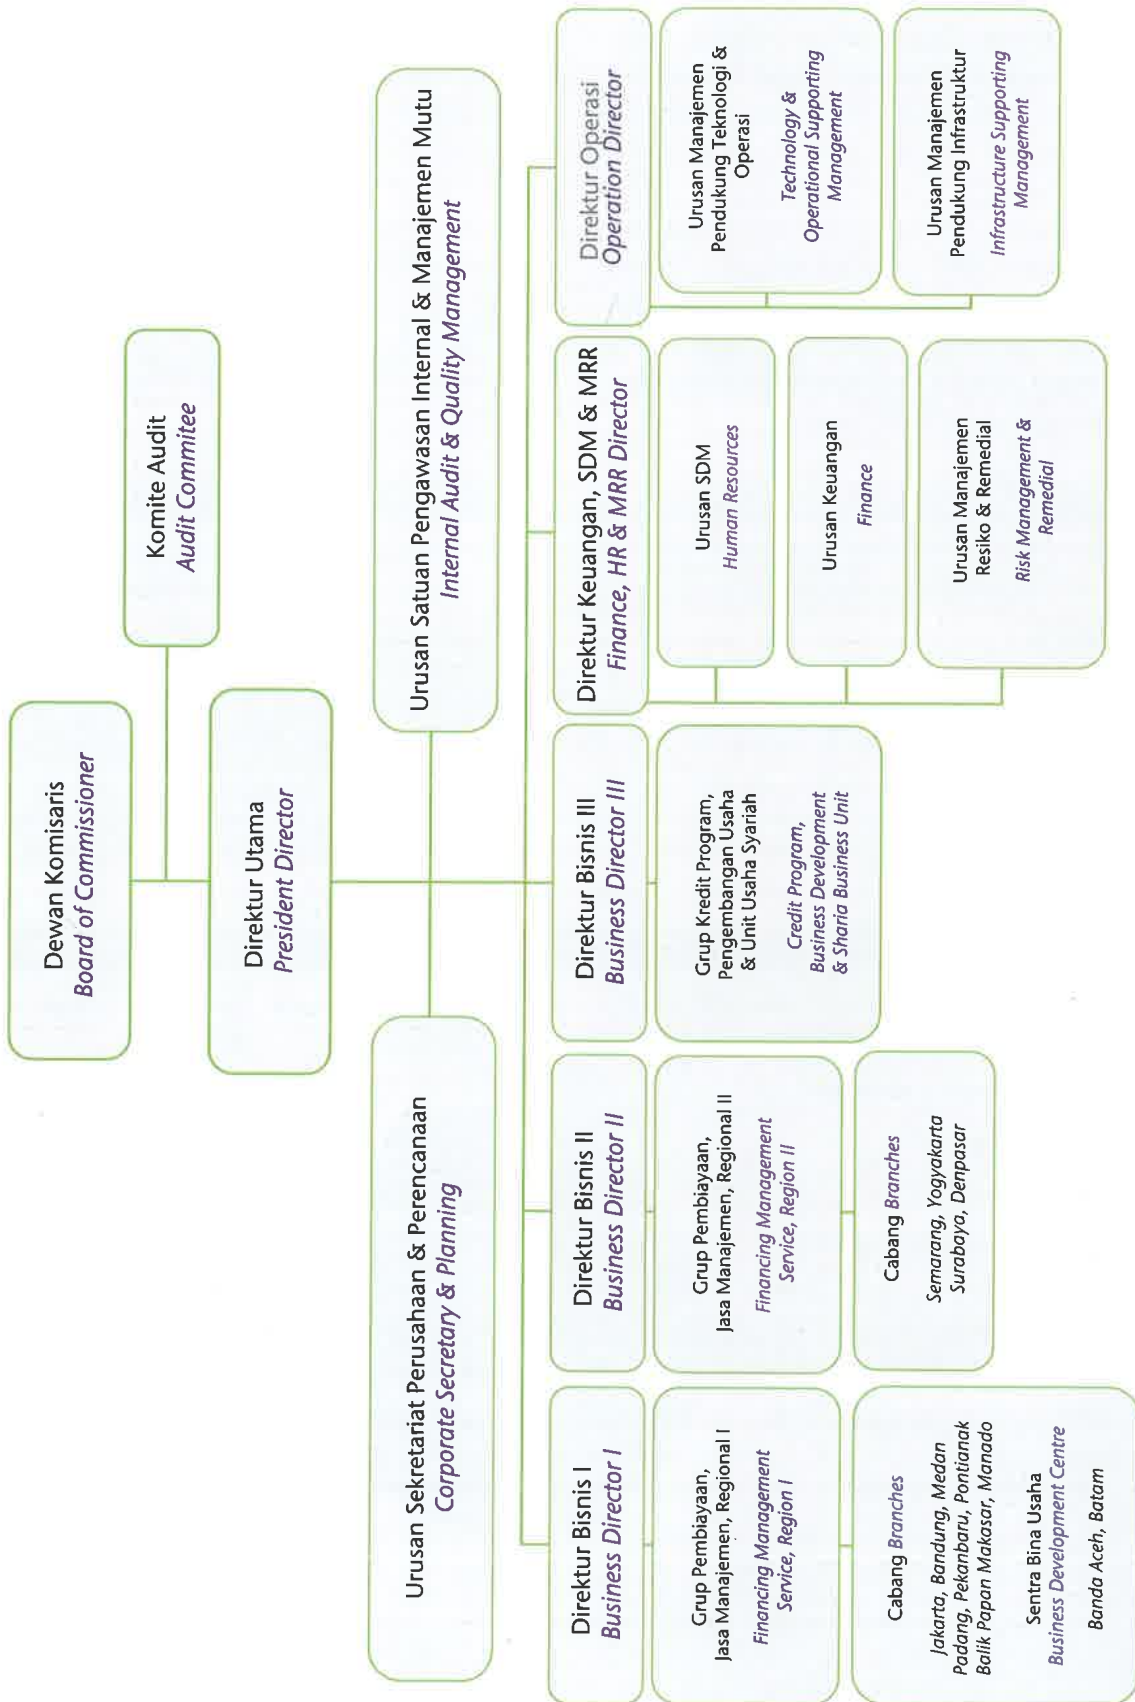 Dewan Komisaris
Board of Commissioner
Komite Audit
Audit Commitee
Direktur Utama
President Director
Urusan Sekretariat Perusahaan & Perencanaan
Corporate Secretary & Planning
Urusan Satuan Pengawasan Internal & Manajemen Mutu
Internal Audit & Quality Management
Direktur Bisnis I
Business Director I
Grup Pembiayaan,
Jasa Manajemen, Regional I
Financing Management
Service, Region I
Cabang Branches
Jakarta, Bandung, Medan
Padang, Pekanbaru, Pontianak
Balik Papan Makasar, Manado
Sentra Bina Usaha
Business Development Centre
Banda Aceh, Batam
Direktur Bisnis II
Business Director II
Grup Pembiayaan,
Jasa Manajemen, Regional II
Financing Management
Service, Region II
Cabang Branches
Semarang, Yogyakarta
Surabaya, Denpasar
Direktur Bisnis III
Business Director III
Grup Kredit Program,
Pengembangan Usaha
& Unit Usaha Syariah
Credit Program,
Business Development
& Sharia Business Unit
Direktur Keuangan, SDM & MRR
Finance, HR & MRR Director
Urusan SDM
Human Resources
Urusan Keuangan
Finance
Urusan Manajemen
Resiko & Remedial
Risk Management &
Remedial
Direktur Operasi
Operation Director
Urusan Manajemen
Pendukung Teknologi &
Operasi
Technology &
Operational Supporting
Management
Urusan Manajemen
Pendukung Infrastruktur
Infrastructure Supporting
Management